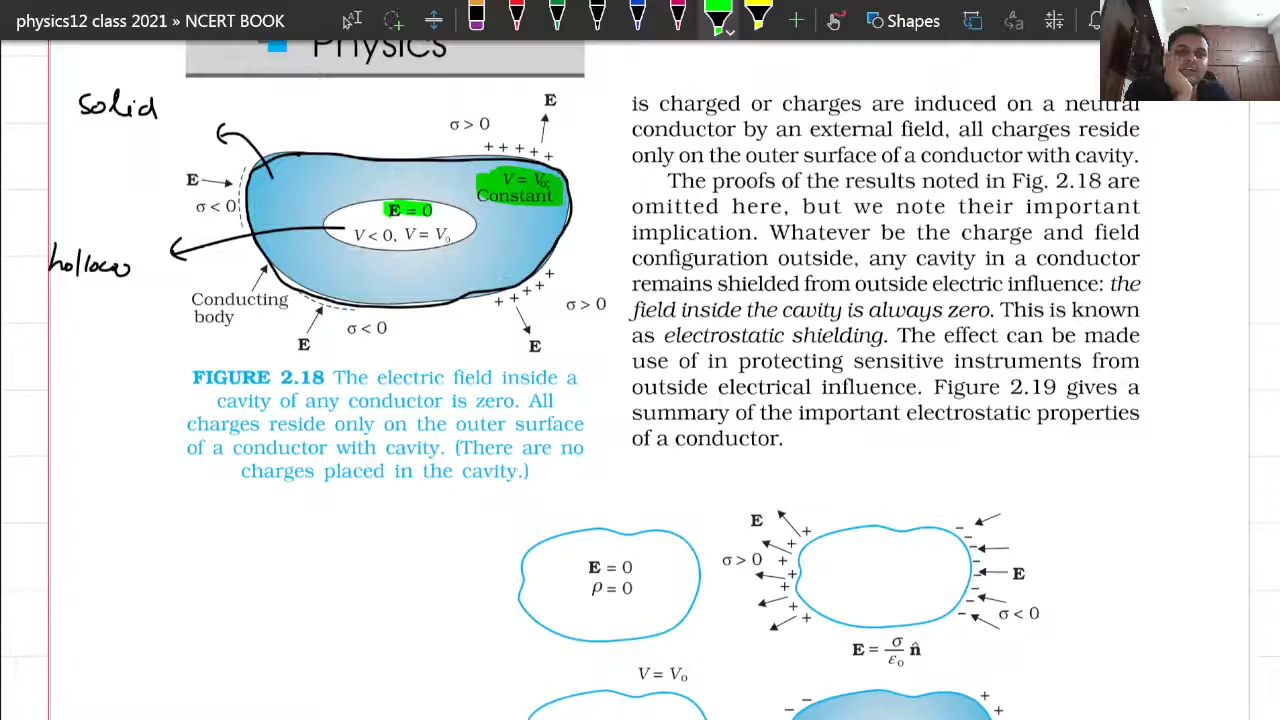 physics12 class 2021 » NCERT BOOK
Shapes
Physics
solid
E
σ > 0
+ + + + + +
E
σ < 0
V = V₀
Constant
E = 0
V < 0, V = V₀
hollow
Conducting
body
+ + + + +
σ > 0
σ < 0
E
E
FIGURE 2.18 The electric field inside a
cavity of any conductor is zero. All
charges reside only on the outer surface
of a conductor with cavity. (There are no
charges placed in the cavity.)
is charged or charges are induced on a neutral
conductor by an external field, all charges reside
only on the outer surface of a conductor with cavity.
The proofs of the results noted in Fig. 2.18 are
omitted here, but we note their important
implication. Whatever be the charge and field
configuration outside, any cavity in a conductor
remains shielded from outside electric influence: the
field inside the cavity is always zero. This is known
as electrostatic shielding. The effect can be made
use of in protecting sensitive instruments from
outside electrical influence. Figure 2.19 gives a
summary of the important electrostatic properties
of a conductor.
E = 0
ρ = 0
E
σ > 0
E
σ < 0
E = σ/ε₀ n̂
V = V₀